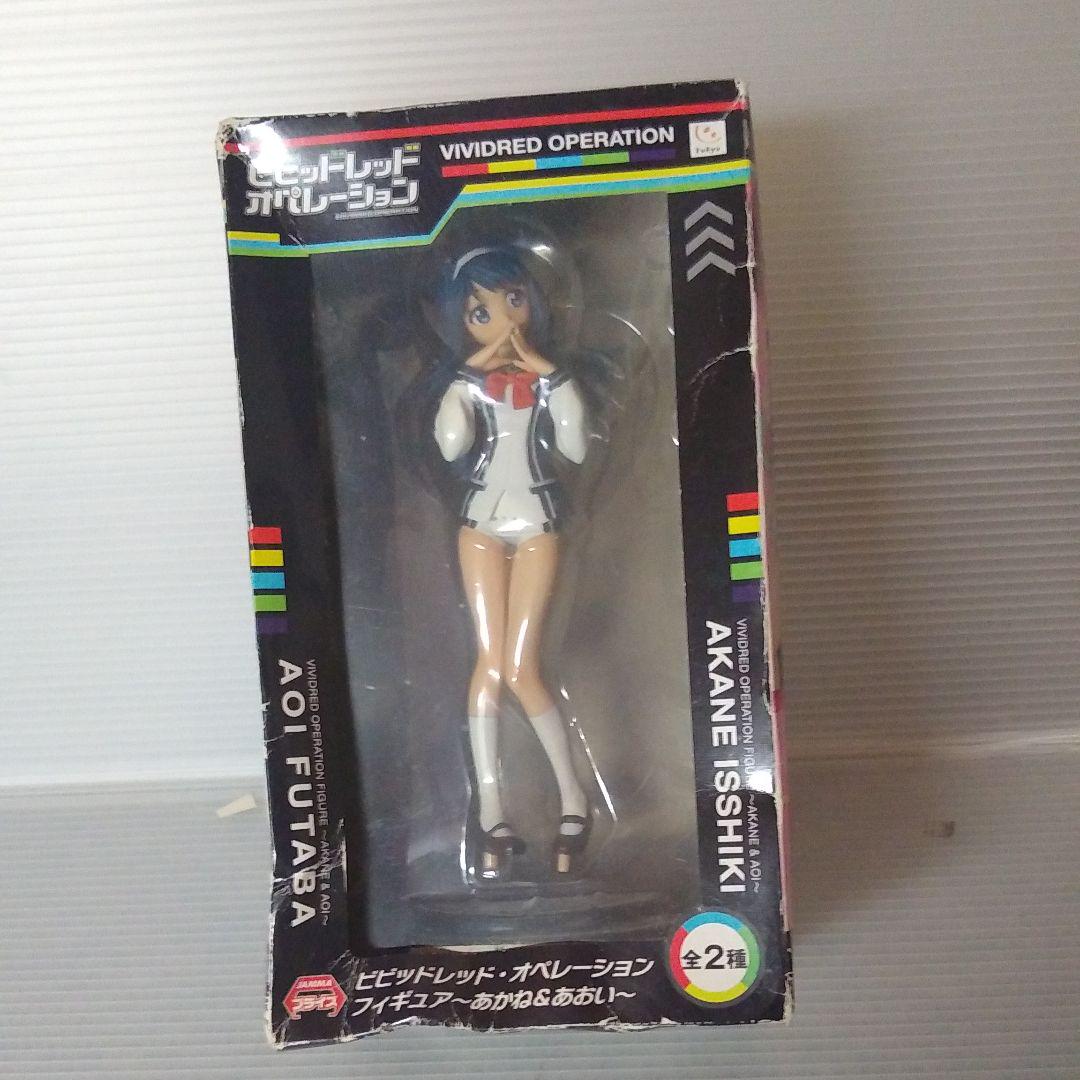 ビビッドレッド
オペレーション
VIVIDRED OPERATION
FuRyu
VIVIDRED OPERATION FIGURE ～AKANE & AOI～
AOI FUTABA
VIVIDRED OPERATION FIGURE ～AKANE & AOI～
AKANE ISSHIKI
全2種
JAMMA
プライズ
ビビッドレッド・オペレーション
フィギュア～あかね&あおい～